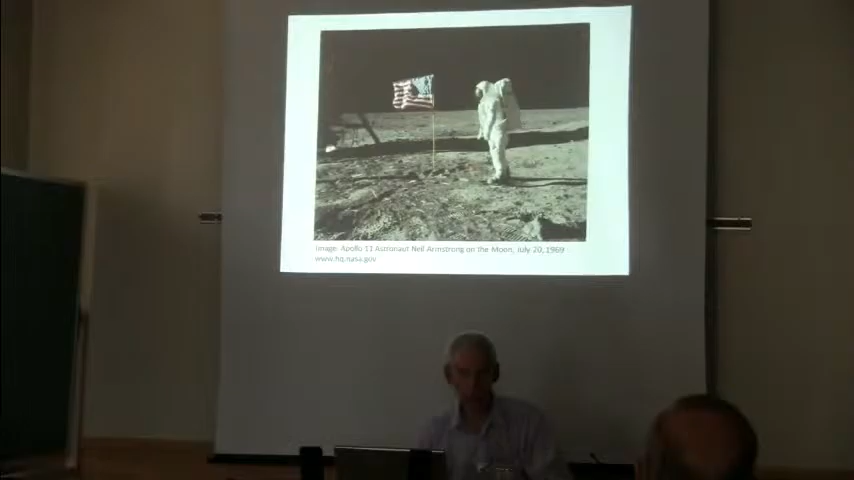 Image: Apollo 11 Astronaut Neil Armstrong on the Moon, July 20, 1969
www.hq.nasa.gov